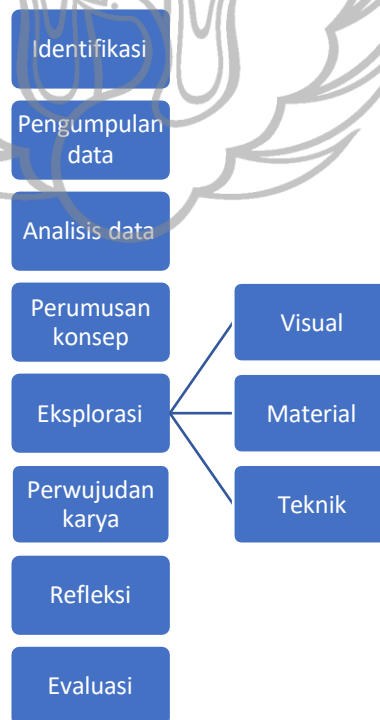 Identifikasi
Pengumpulan
data
Analisis data
Perumusan
konsep
Eksplorasi
Visual
Material
Teknik
Perwujudan
karya
Refleksi
Evaluasi